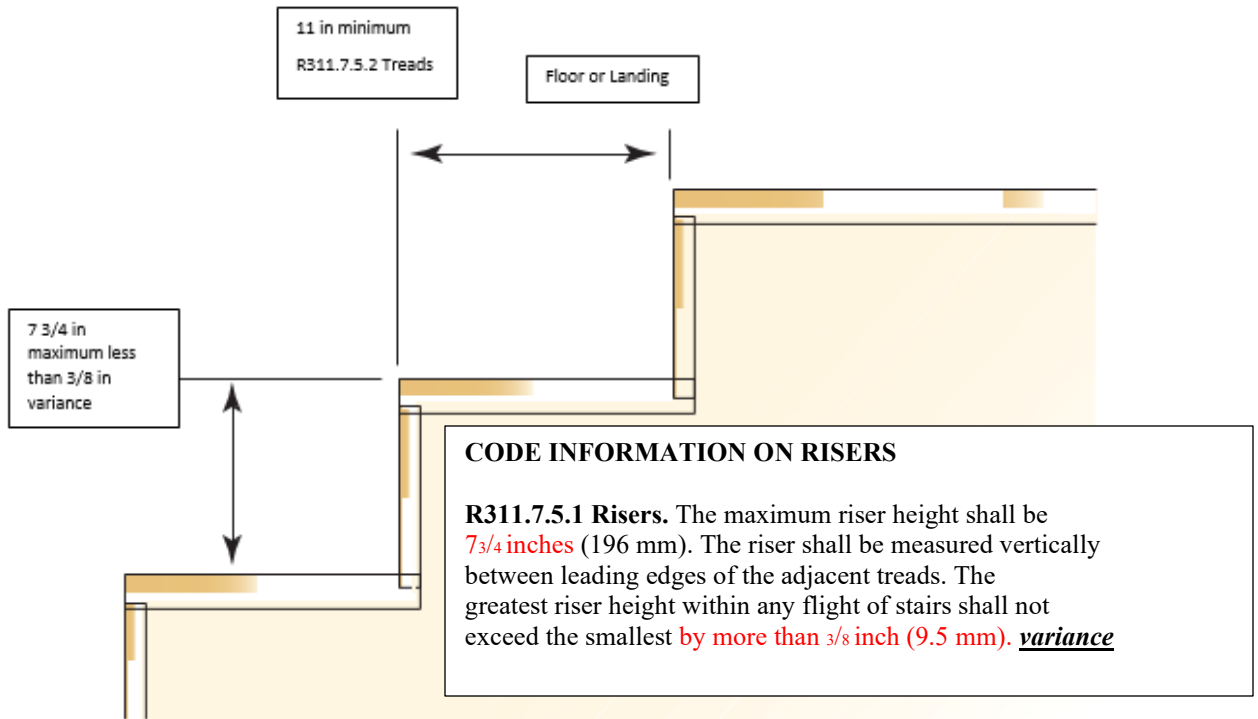 11 in minimum
R311.7.5.2 Treads
Floor or Landing
7 3/4 in
maximum less
than 3/8 in
variance
CODE INFORMATION ON RISERS
R311.7.5.1 Risers. The maximum riser height shall be
73/4 inches (196 mm). The riser shall be measured vertically
between leading edges of the adjacent treads. The
greatest riser height within any flight of stairs shall not
exceed the smallest by more than 3/8 inch (9.5 mm). variance